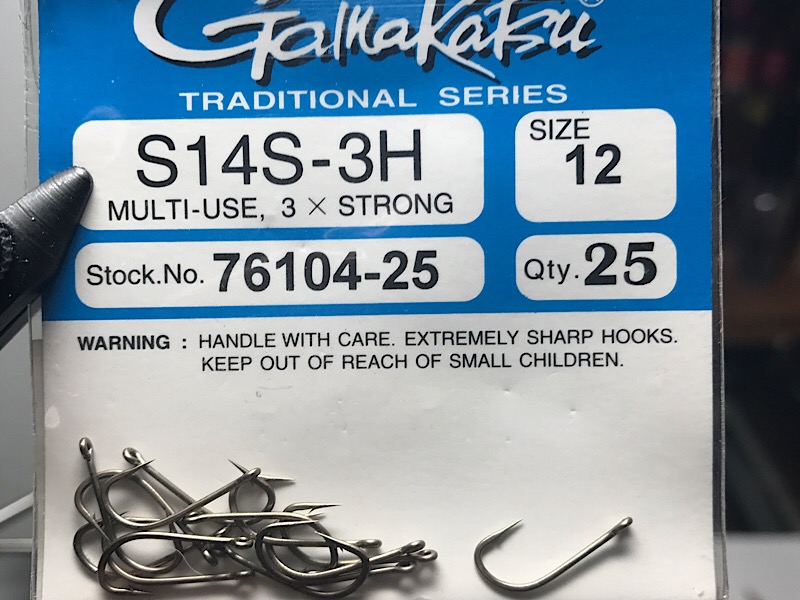 Gamakatsu®
TRADITIONAL SERIES
S14S-3H
MULTI-USE, 3 × STRONG
SIZE
12
Stock.No. 76104-25
Qty. 25
WARNING : HANDLE WITH CARE. EXTREMELY SHARP HOOKS.
KEEP OUT OF REACH OF SMALL CHILDREN.